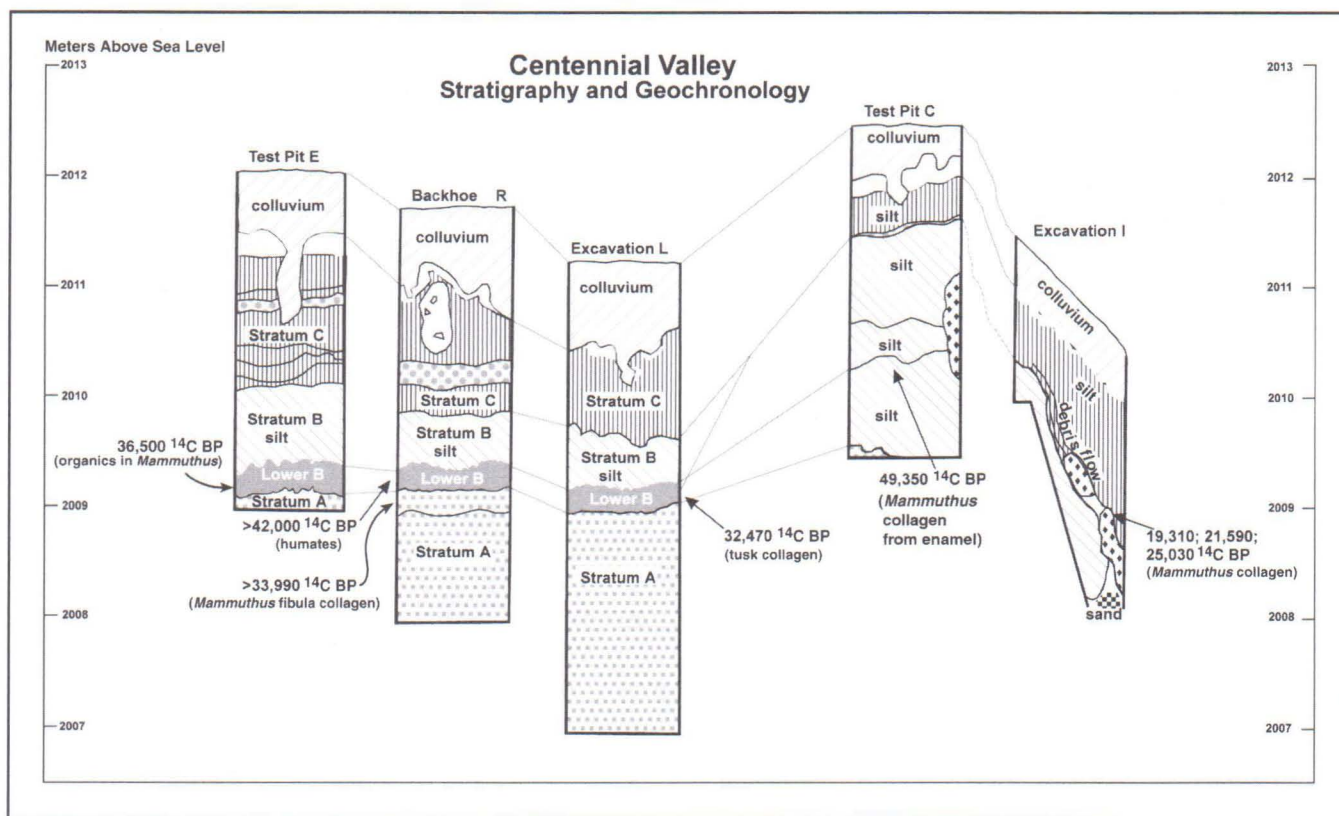 Meters Above Sea Level
Centennial Valley
Stratigraphy and Geochronology
2013
2012
2011
2010
2009
2008
2007
Test Pit E
colluvium
Stratum C
Stratum B
silt
Lower B
Stratum A
36,500 ¹⁴C BP
(organics in Mammuthus)
Backhoe R
colluvium
Stratum C
Stratum B
silt
Lower B
Stratum A
>42,000 ¹⁴C BP
(humates)
>33,990 ¹⁴C BP
(Mammuthus fibula collagen)
Excavation L
colluvium
Stratum C
Stratum B
silt
Lower B
Stratum A
32,470 ¹⁴C BP
(tusk collagen)
Test Pit C
colluvium
silt
silt
silt
silt
49,350 ¹⁴C BP
(Mammuthus
collagen
from enamel)
Excavation I
colluvium
silt
debris flow
sand
19,310; 21,590;
25,030 ¹⁴C BP
(Mammuthus collagen)
2013
2012
2011
2010
2009
2008
2007